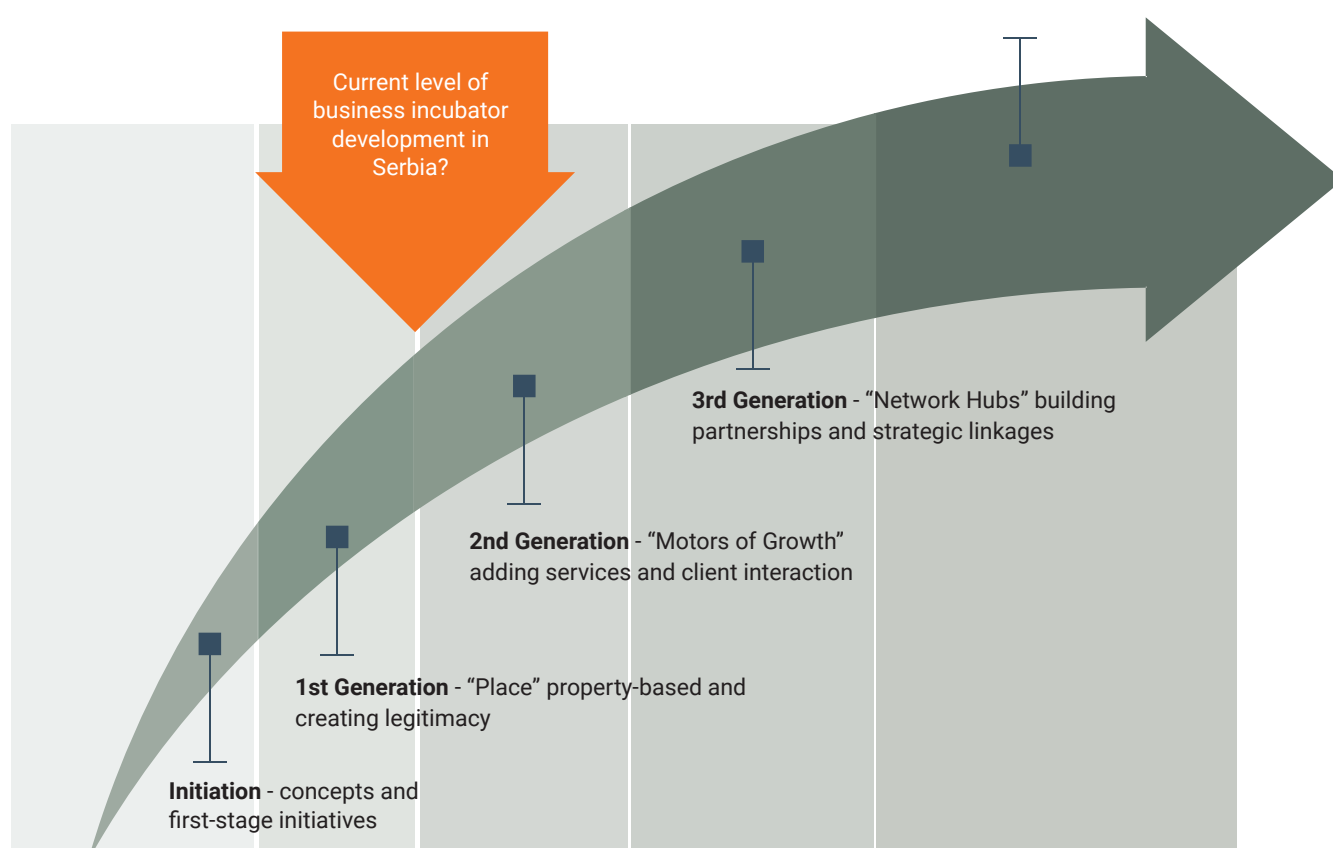 Current level of
business incubator
development in
Serbia?
3rd Generation - “Network Hubs” building
partnerships and strategic linkages
2nd Generation - “Motors of Growth”
adding services and client interaction
1st Generation - “Place” property-based and
creating legitimacy
Initiation - concepts and
first-stage initiatives